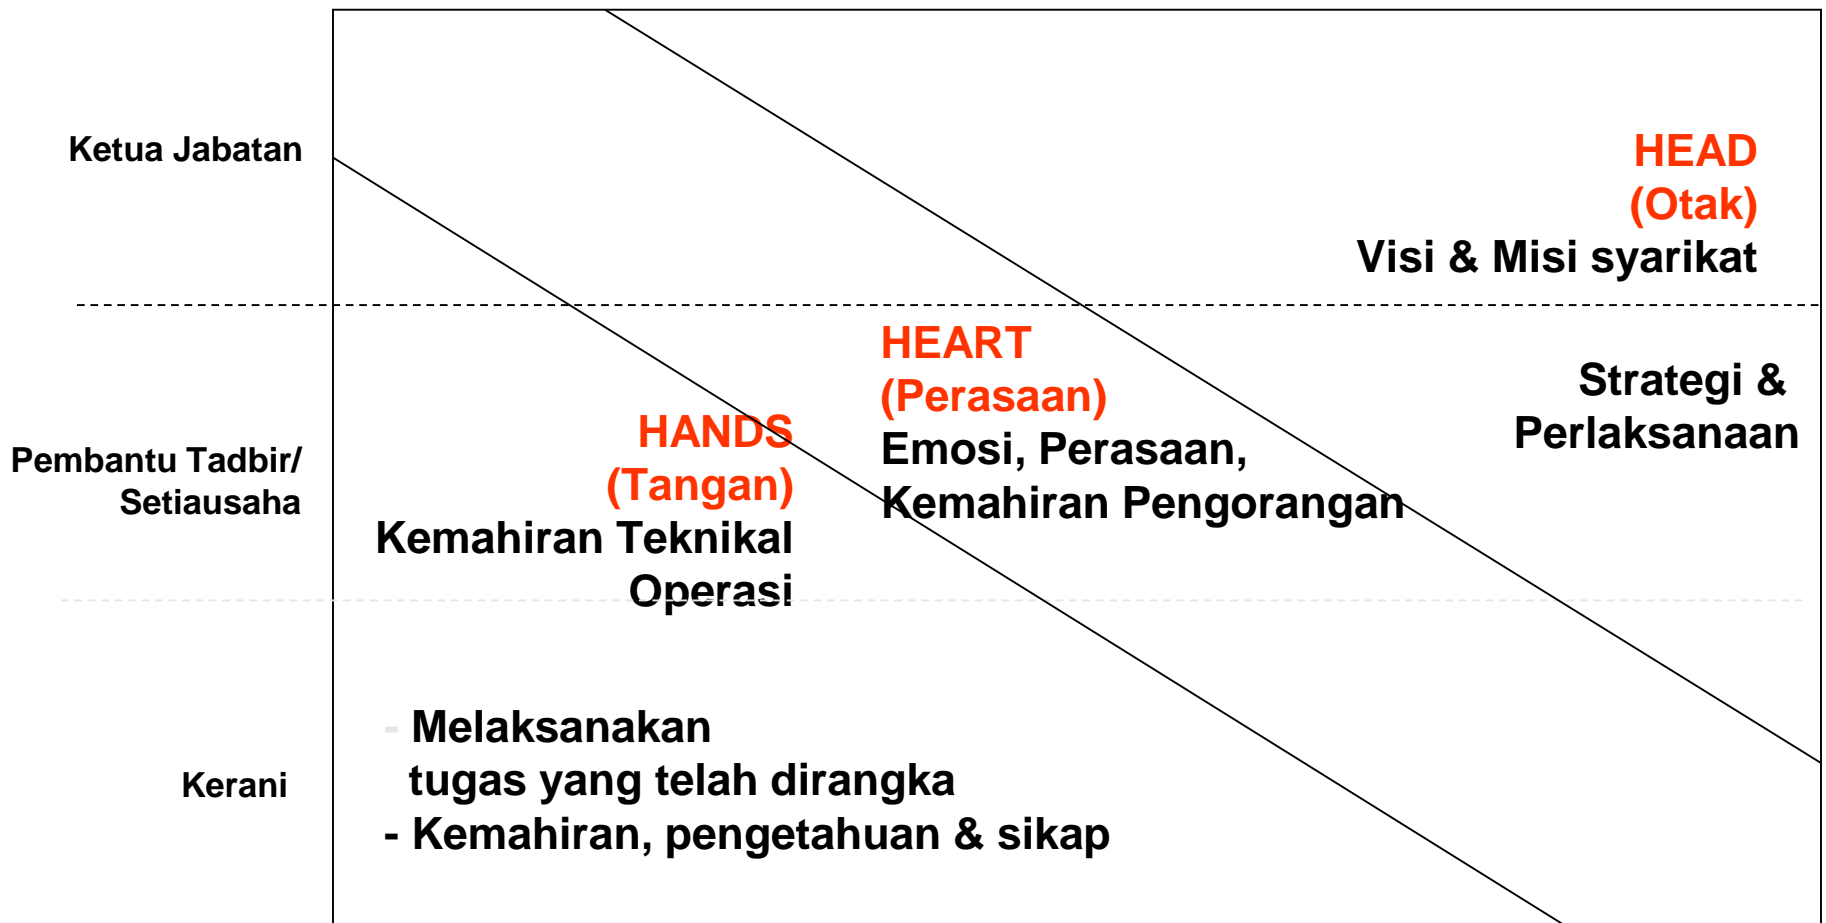 Ketua Jabatan
HEAD
(Otak)
Visi & Misi syarikat
Pembantu Tadbir/
Setiausaha
HANDS
(Tangan)
Kemahiran Teknikal
Operasi
HEART
(Perasaan)
Emosi, Perasaan,
Kemahiran Pengorangan
Strategi &
Perlaksanaan
Kerani
- Melaksanakan
tugas yang telah dirangka
- Kemahiran, pengetahuan & sikap